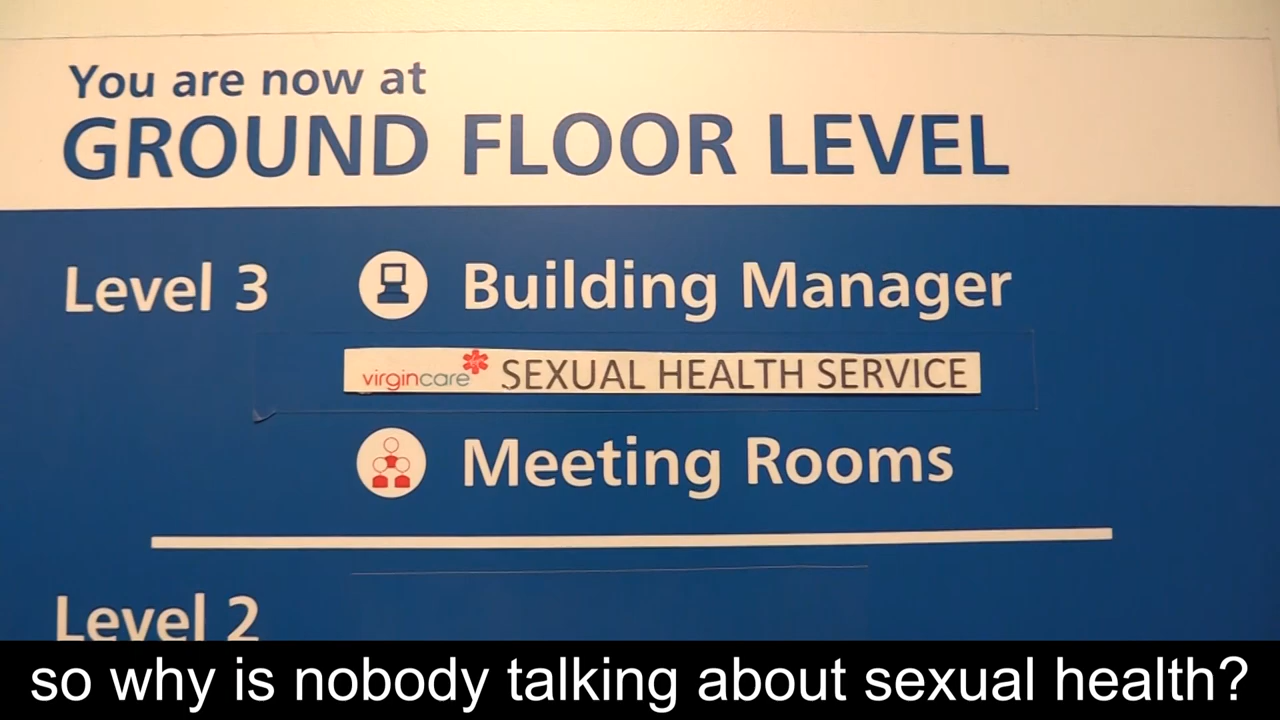 You are now at
GROUND FLOOR LEVEL
Level 3 Building Manager
virgincare SEXUAL HEALTH SERVICE
Meeting Rooms
Level 2
so why is nobody talking about sexual health?